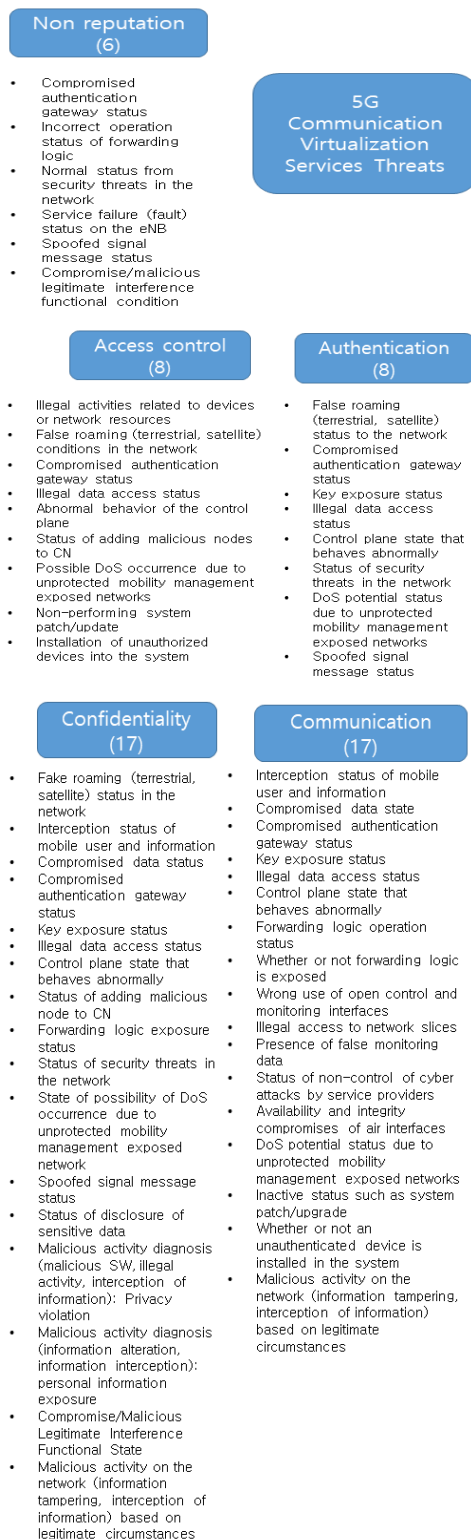 Non reputation
(6)
• Compromised
authentication
gateway status
• Incorrect operation
status of forwarding
logic
• Normal status from
security threats in the
network
• Service failure (fault)
status on the eNB
• Spoofed signal
message status
• Compromise/malicious
legitimate interference
functional condition
5G
Communication
Virtualization
Services Threats
Access control
(8)
• Illegal activities related to devices
or network resources
• False roaming (terrestrial, satellite)
conditions in the network
• Compromised authentication
gateway status
• Illegal data access status
• Abnormal behavior of the control
plane
• Status of adding malicious nodes
to CN
• Possible DoS occurrence due to
unprotected mobility management
exposed networks
• Non-performing system
patch/update
• Installation of unauthorized
devices into the system
Authentication
(8)
• False roaming
(terrestrial, satellite)
status to the network
• Compromised
authentication gateway
status
• Key exposure status
• Illegal data access
status
• Control plane state that
behaves abnormally
• Status of security
threats in the network
• DoS potential status
due to unprotected
mobility management
exposed networks
• Spoofed signal
message status
Confidentiality
(17)
• Fake roaming (terrestrial,
satellite) status in the
network
• Interception status of
mobile user and information
• Compromised data status
• Compromised
authentication gateway
status
• Key exposure status
• Illegal data access status
• Control plane state that
behaves abnormally
• Status of adding malicious
node to CN
• Forwarding logic exposure
status
• Status of security threats in
the network
• State of possibility of DoS
occurrence due to
unprotected mobility
management exposed
network
• Spoofed signal message
status
• Status of disclosure of
sensitive data
• Malicious activity diagnosis
(malicious SW, illegal
activity, interception of
information): Privacy
violation
• Malicious activity diagnosis
(information alteration,
information interception):
personal information
exposure
• Compromise/Malicious
Legitimate Interference
Functional State
• Malicious activity on the
network (information
tampering, interception of
information) based on
legitimate circumstances
Communication
(17)
• Interception status of mobile
user and information
• Compromised data state
• Compromised authentication
gateway status
• Key exposure status
• Illegal data access status
• Control plane state that
behaves abnormally
• Forwarding logic operation
status
• Whether or not forwarding logic
is exposed
• Wrong use of open control and
monitoring interfaces
• Illegal access to network slices
• Presence of false monitoring
data
• Status of non-control of cyber
attacks by service providers
• Availability and integrity
compromises of air interfaces
• DoS potential status due to
unprotected mobility
management exposed networks
• Inactive status such as system
patch/upgrade
• Whether or not an
unauthenticated device is
installed in the system
• Malicious activity on the
network (information tampering,
interception of information)
based on legitimate
circumstances